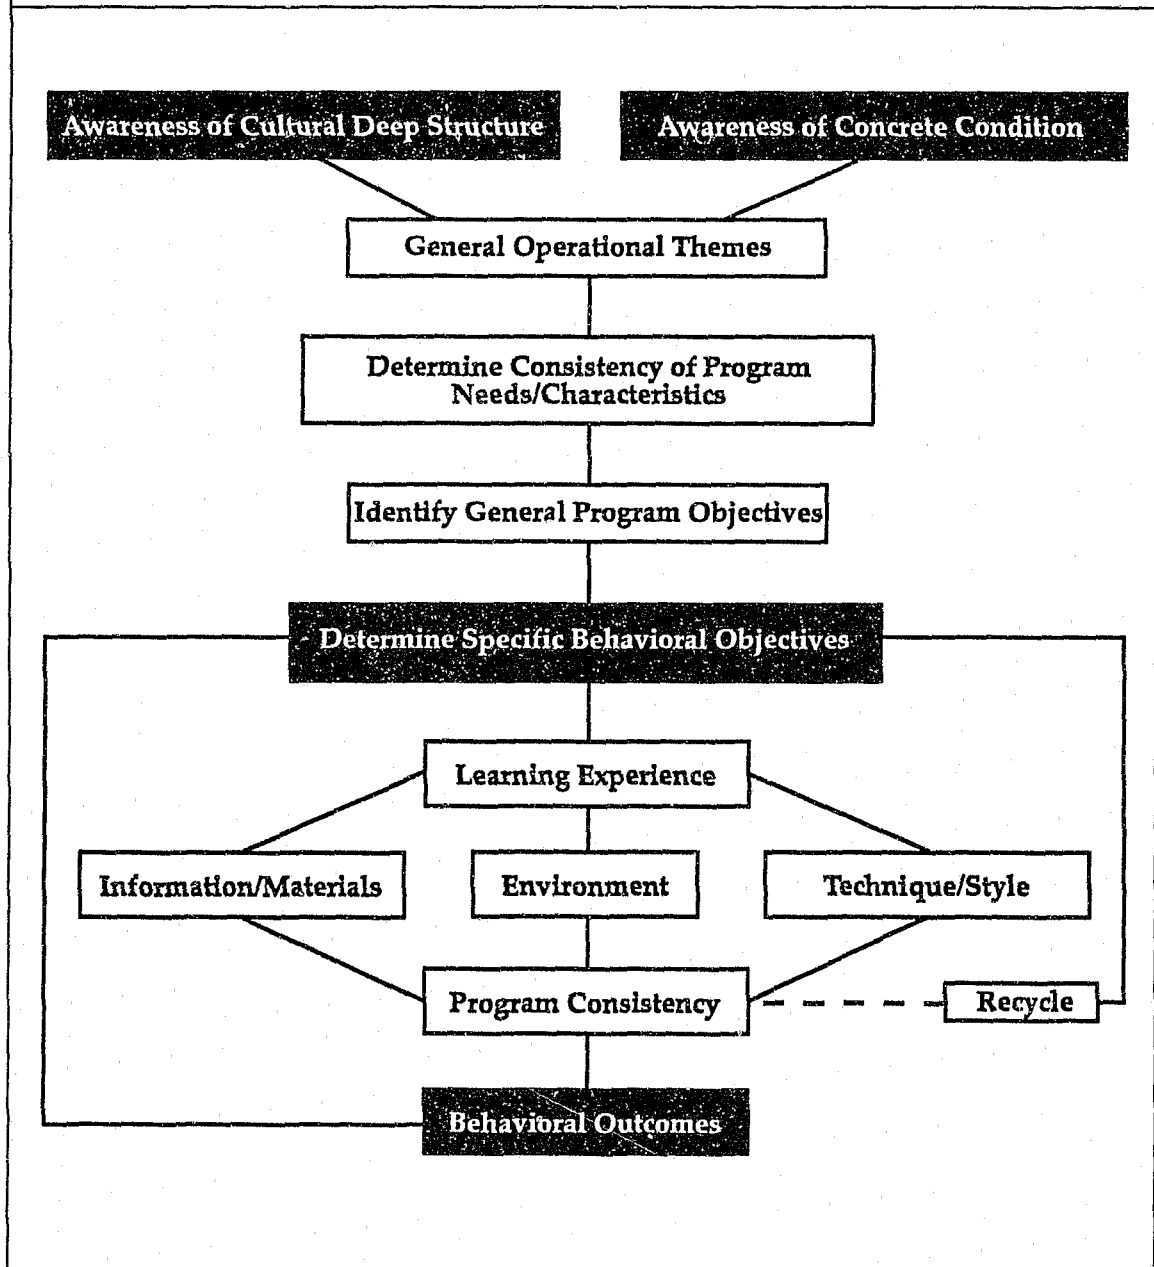 Awareness of Cultural Deep Structure
Awareness of Concrete Condition
General Operational Themes
Determine Consistency of Program
Needs/Characteristics
Identify General Program Objectives
Determine Specific Behavioral Objectives
Learning Experience
Information/Materials
Environment
Technique/Style
Program Consistency
Recycle
Behavioral Outcomes